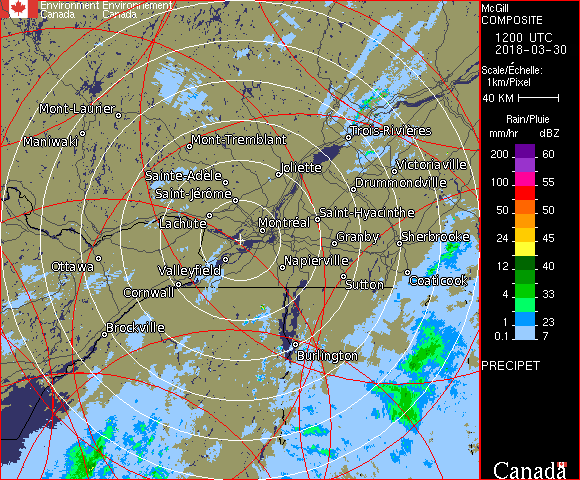 Environment Environnement
Canada Canada
McGill
COMPOSITE
1200 UTC
2018-03-30
Scale/Échelle:
1km/Pixel
40 KM
Rain/Pluie
mm/hr dBZ
200 60
150 57
100 55
50 50
24 45
12 40
4 33
0.1 7
PRECIPET
Canada
Mont-Laurier
Maniwaki
Mont-Tremblant
Trois-Rivières
Joliette
Victoriaville
Sainte-Adèle
Drummondville
Saint-Jérôme
Lachute
Saint-Hyacinthe
Montréal
Granby
Sherbrooke
Ottawa
Valleyfield
Napierville
Cornwall
Sutton
Coaticook
Brockville
Burlington